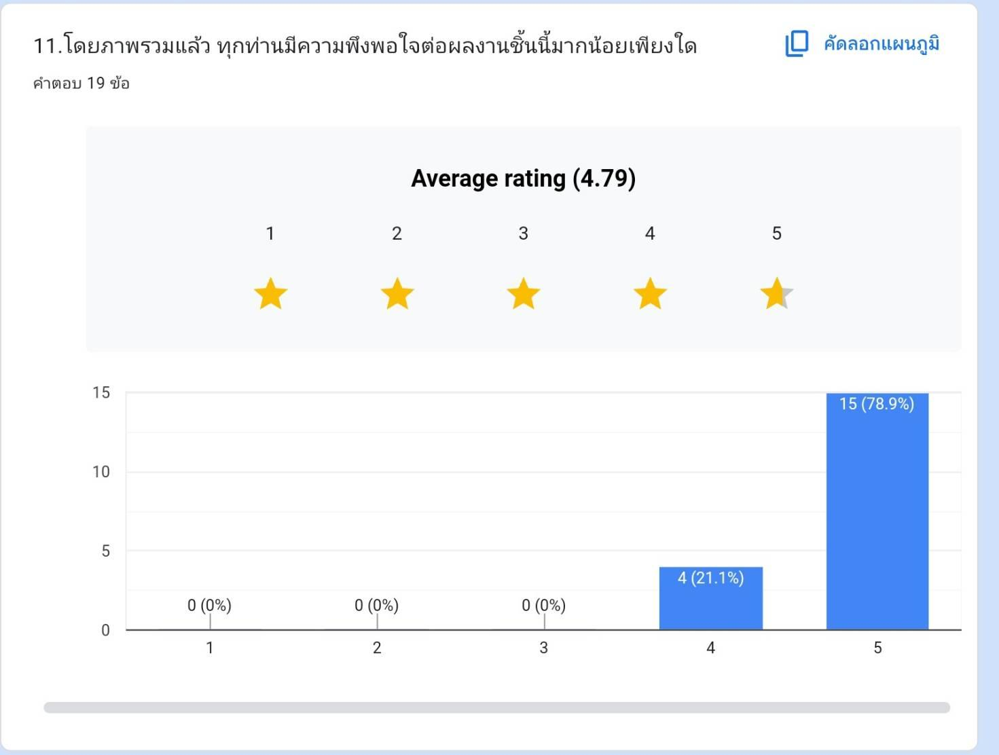 11.โดยภาพรวมแล้ว ทุกท่านมีความพึงพอใจต่อผลงานชิ้นนี้มากน้อยเพียงใด
คัดลอกแผนภูมิ
คำตอบ 19 ข้อ
Average rating (4.79)
1 2 3 4 5
15
15 (78.9%)
10
5
4 (21.1%)
0 (0%) 0 (0%) 0 (0%)
0
1 2 3 4 5